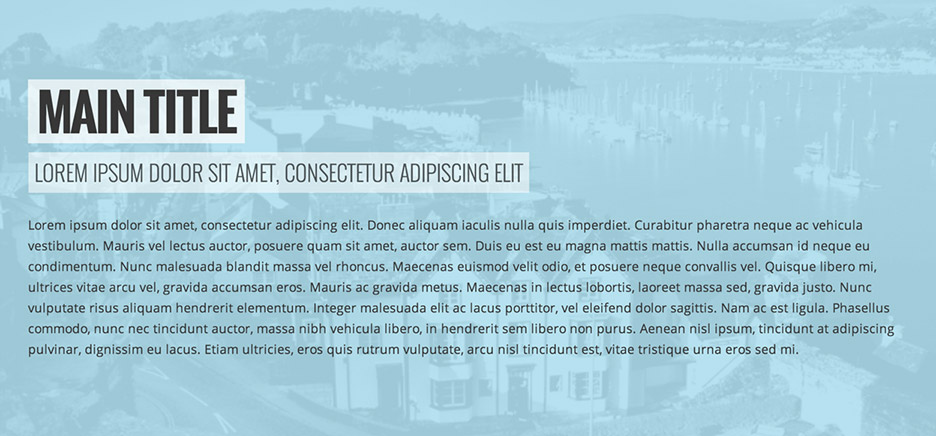 MAIN TITLE
LOREM IPSUM DOLOR SIT AMET, CONSECTETUR ADIPISCING ELIT
Lorem ipsum dolor sit amet, consectetur adipiscing elit. Donec aliquam iaculis nulla quis imperdiet. Curabitur pharetra neque ac vehicula
vestibulum. Mauris vel lectus auctor, posuere quam sit amet, auctor sem. Duis eu est eu magna mattis mattis. Nulla accumsan id neque eu
condimentum. Nunc malesuada blandit massa vel rhoncus. Maecenas euismod velit odio, et posuere neque convallis vel. Quisque libero mi,
ultrices vitae arcu vel, gravida accumsan eros. Mauris ac gravida metus. Maecenas in lectus lobortis, laoreet massa sed, gravida justo. Nunc
vulputate risus aliquam hendrerit elementum. Integer malesuada elit ac lacus porttitor, vel eleifend dolor sagittis. Nam ac est ligula. Phasellus
commodo, nunc nec tincidunt auctor, massa nibh vehicula libero, in hendrerit sem libero non purus. Aenean nisl ipsum, tincidunt at adipiscing
pulvinar, dignissim eu lacus. Etiam ultricies, eros quis rutrum vulputate, arcu nisl tincidunt est, vitae tristique urna eros sed mi.